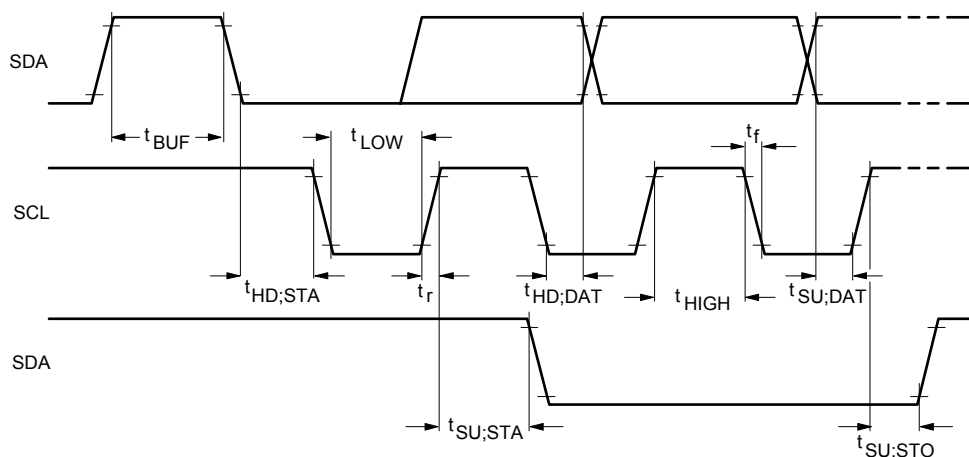 SDA
t BUF
t LOW
t f
SCL
t HD;STA
t r
t HD;DAT
t HIGH
t SU;DAT
SDA
t SU;STA
t SU;STO